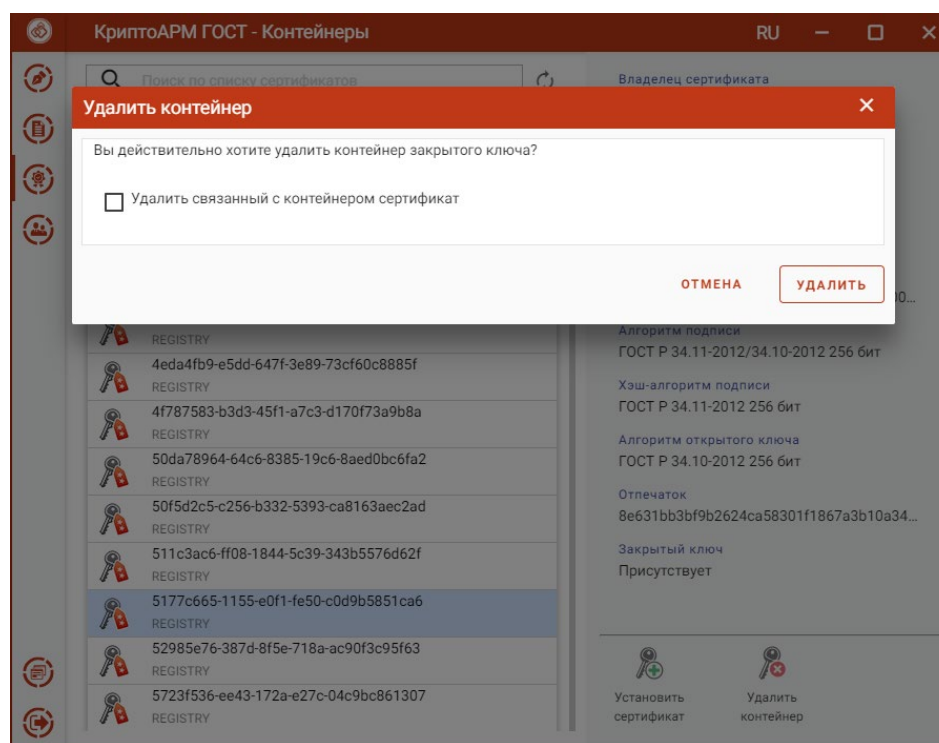 КриптоАРМ ГОСТ - Контейнеры
RU
Поиск по списку сертификатов
Владелец сертификата
Удалить контейнер
Вы действительно хотите удалить контейнер закрытого ключа?
Удалить связанный с контейнером сертификат
ОТМЕНА
УДАЛИТЬ
00...
REGISTRY
4eda4fb9-e5dd-647f-3e89-73cf60c8885f
REGISTRY
4f787583-b3d3-45f1-a7c3-d170f73a9b8a
REGISTRY
50da78964-64c6-8385-19c6-8aed0bc6fa2
REGISTRY
50f5d2c5-c256-b332-5393-ca8163aec2ad
REGISTRY
511c3ac6-ff08-1844-5c39-343b5576d62f
REGISTRY
5177c665-1155-e0f1-fe50-c0d9b5851ca6
REGISTRY
52985e76-387d-8f5e-718a-ac90f3c95f63
REGISTRY
5723f536-ee43-172a-e27c-04c9bc861307
REGISTRY
Алгоритм подписи
ГОСТ Р 34.11-2012/34.10-2012 256 бит
Хэш-алгоритм подписи
ГОСТ Р 34.11-2012 256 бит
Алгоритм открытого ключа
ГОСТ Р 34.10-2012 256 бит
Отпечаток
8e631bb3bf9b2624ca58301f1867a3b10a34...
Закрытый ключ
Присутствует
Установить
сертификат
Удалить
контейнер